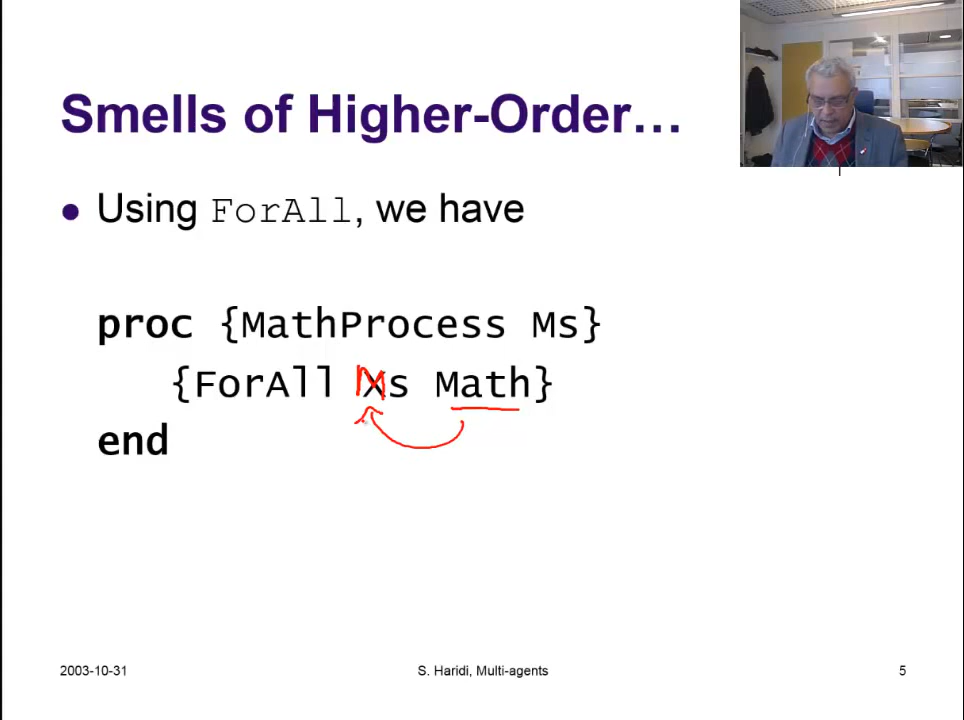 Smells of Higher-Order…
● Using ForAll, we have
proc {MathProcess Ms}
{ForAll Ms Math}
end
2003-10-31
S. Haridi, Multi-agents
5